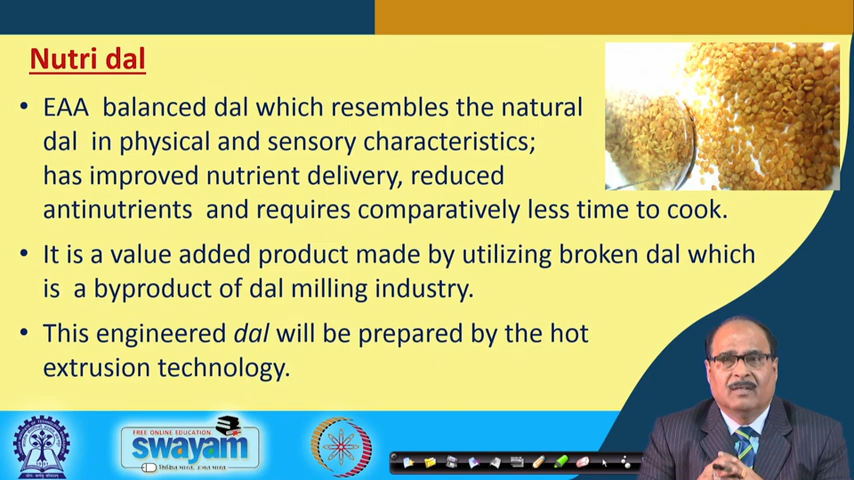 Nutri dal
• EAA balanced dal which resembles the natural
dal in physical and sensory characteristics;
has improved nutrient delivery, reduced
antinutrients and requires comparatively less time to cook.
• It is a value added product made by utilizing broken dal which
is a byproduct of dal milling industry.
• This engineered dal will be prepared by the hot
extrusion technology.
FREE ONLINE EDUCATION
swayam